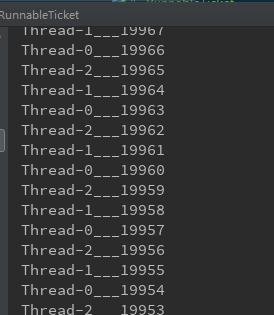 RunnableTicket
Thread-1___19967
Thread-0___19966
Thread-2___19965
Thread-1___19964
Thread-0___19963
Thread-2___19962
Thread-1___19961
Thread-0___19960
Thread-2___19959
Thread-1___19958
Thread-0___19957
Thread-2___19956
Thread-1___19955
Thread-0___19954
Thread-2___19953